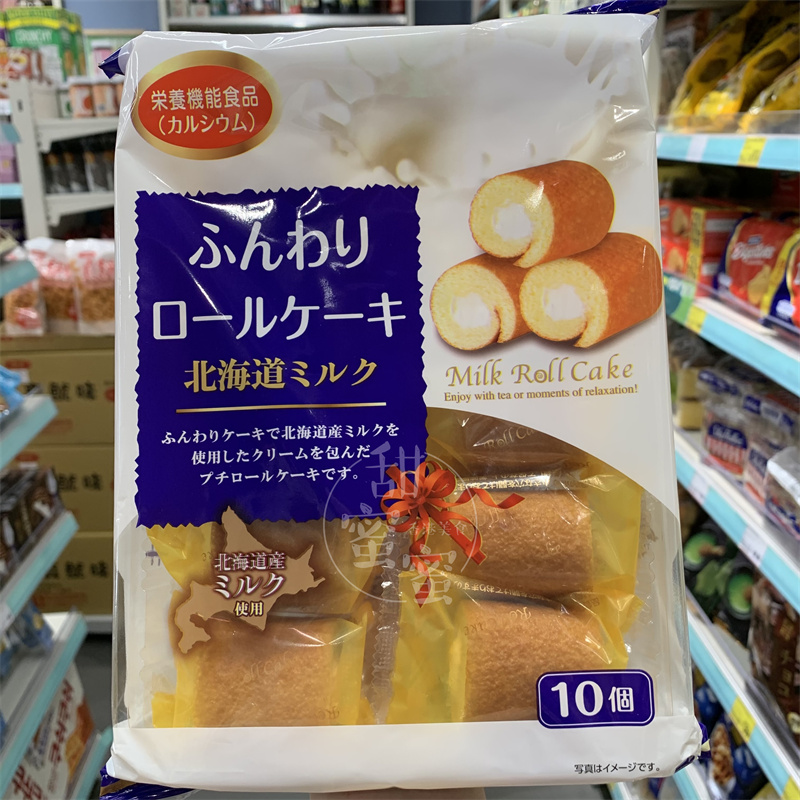 栄養機能食品
(カルシウム)
ふんわり
ロールケーキ
北海道ミルク
ふんわりケーキで北海道産ミルクを
使用したクリームを包んだ
プチロールケーキです。
Milk Roll Cake
Enjoy with tea or moments of relaxation!
北海道産
ミルク
使用
甜
蜜
蜜
10個
写真はイメージです。